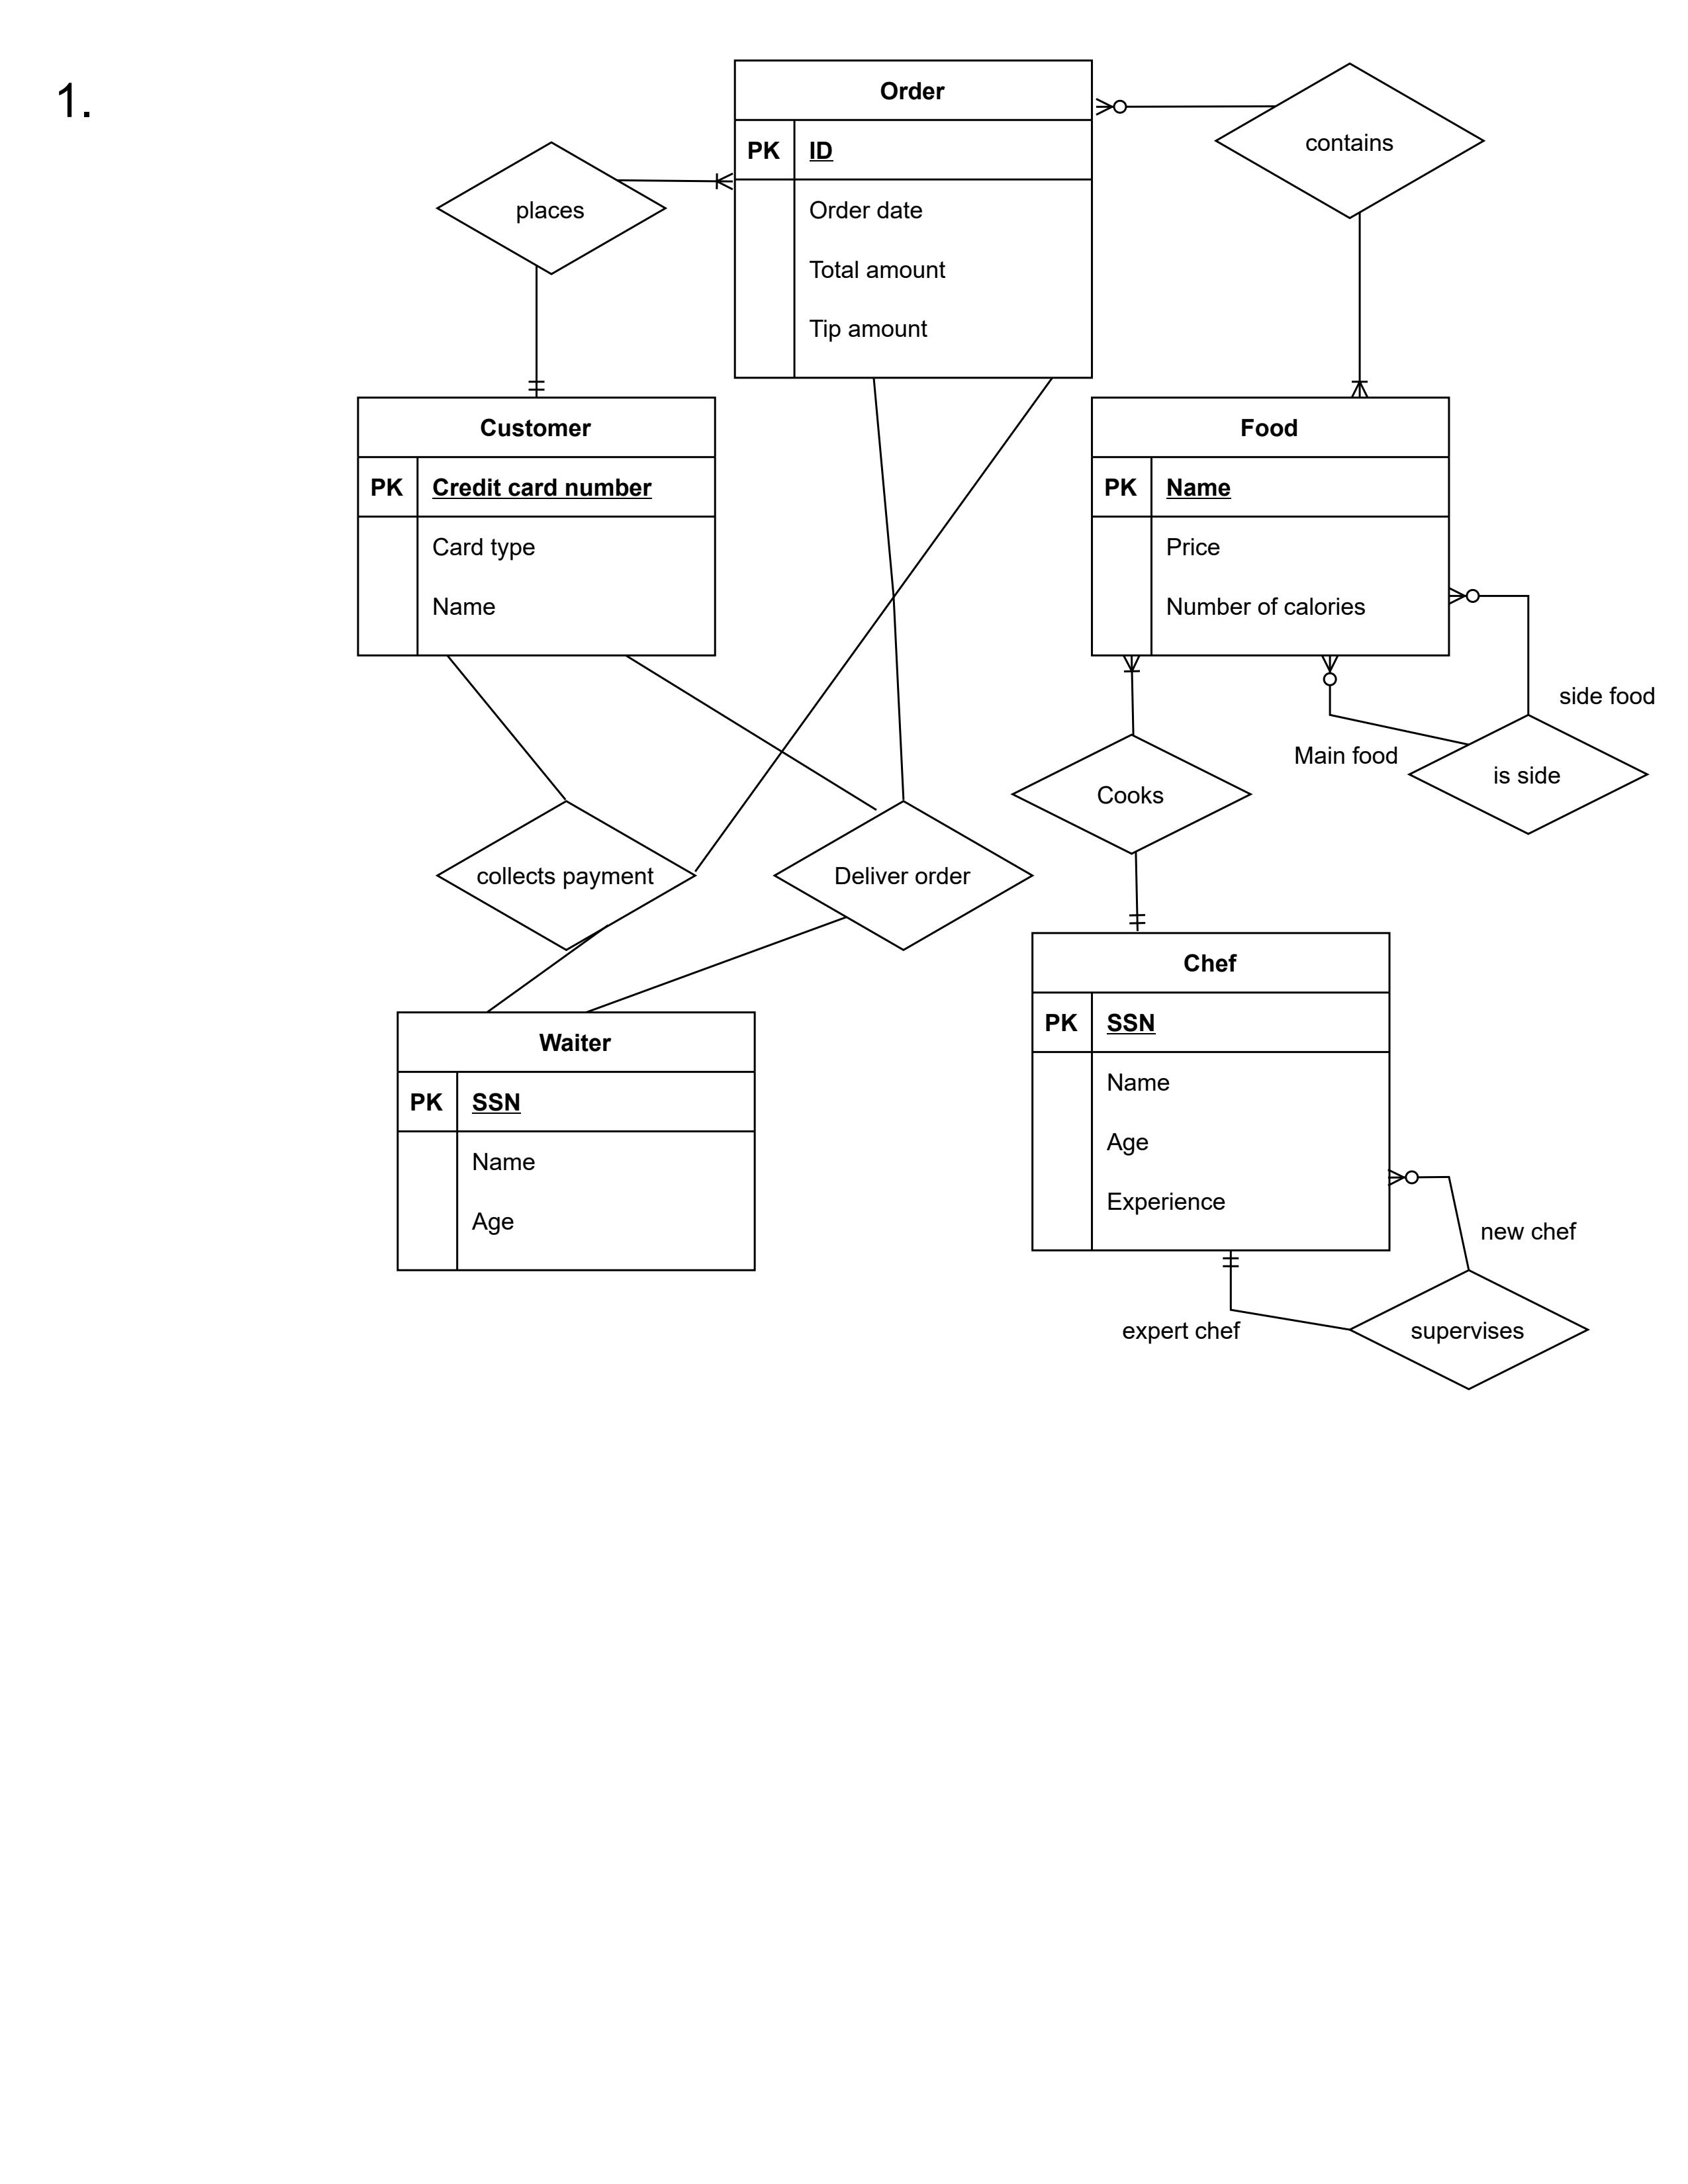 1.
Order
PK ID
Order date
Total amount
Tip amount
contains
places
Customer
PK Credit card number
Card type
Name
Food
PK Name
Price
Number of calories
side food
Main food
is side
Cooks
collects payment
Deliver order
Chef
PK SSN
Name
Age
Experience
Waiter
PK SSN
Name
Age
new chef
expert chef
supervises